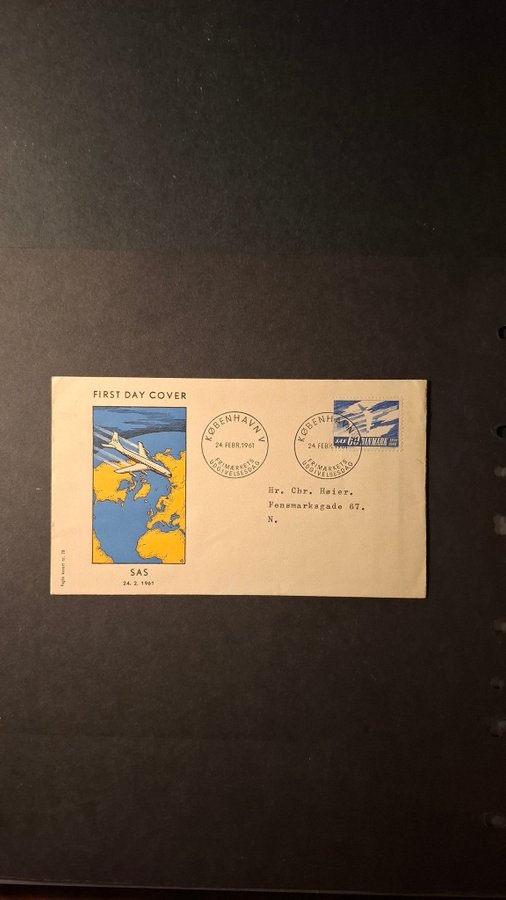 FIRST DAY COVER
KØBENHAVN V
24. FEBR. 1961
FRIMÆRKETS
UDGIVELSESDAG
KØBENHAVN V
24. FEBR. 1961
FRIMÆRKETS
UDGIVELSESDAG
SAS 60 DANMARK
Hr. Chr. Høier.
Fensmarksgade 67.
N.
SAS
24. 2. 1961